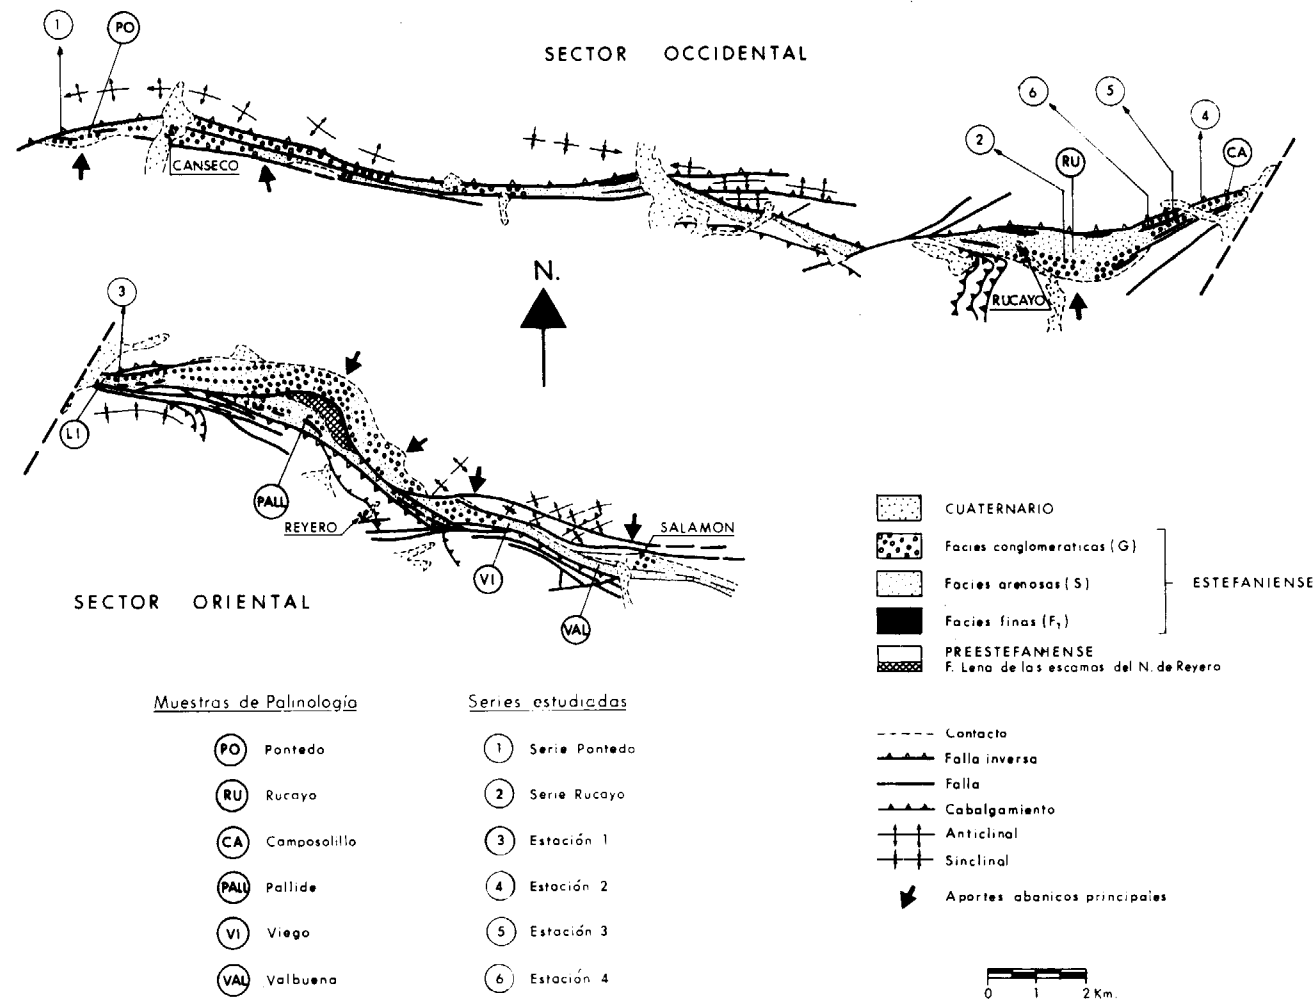 1
PO
SECTOR OCCIDENTAL
6
5
4
2
RU
CA
CANSECO
RUCAYO
N.
3
LI
PALL
REYERO
SALAMON
VI
VAL
SECTOR ORIENTAL
CUATERNARIO
Facies conglomeraticas (G)
Facies arenosas (S)
ESTEFANIENSE
Facies finas (F₁)
PREESTEFANIENSE
F. Lena de las escamas del N. de Reyero
Contacto
Falla inversa
Falla
Cabalgamiento
Anticlinal
Sinclinal
Aportes abanicos principales
Muestras de Palinología
PO Pontedo
RU Rucayo
CA Camposolillo
PALL Pallide
VI Viego
VAL Valbuena
Series estudiadas
1 Serie Pontedo
2 Serie Rucayo
3 Estación 1
4 Estación 2
5 Estación 3
6 Estación 4
0 1 2 Km.